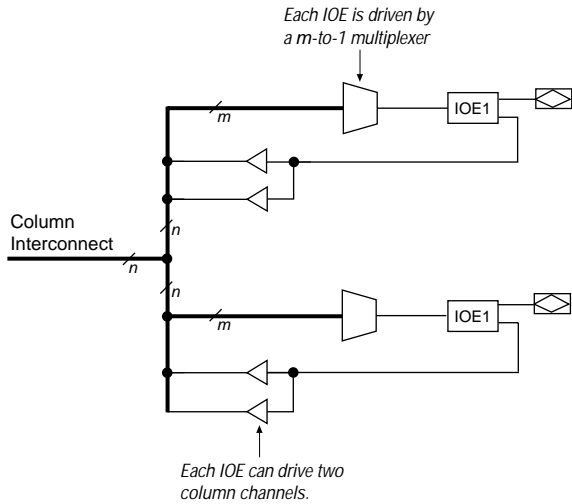 Each IOE is driven by
a m-to-1 multiplexer
m
IOE1
Column
Interconnect
n
n
n
m
IOE1
Each IOE can drive two
column channels.